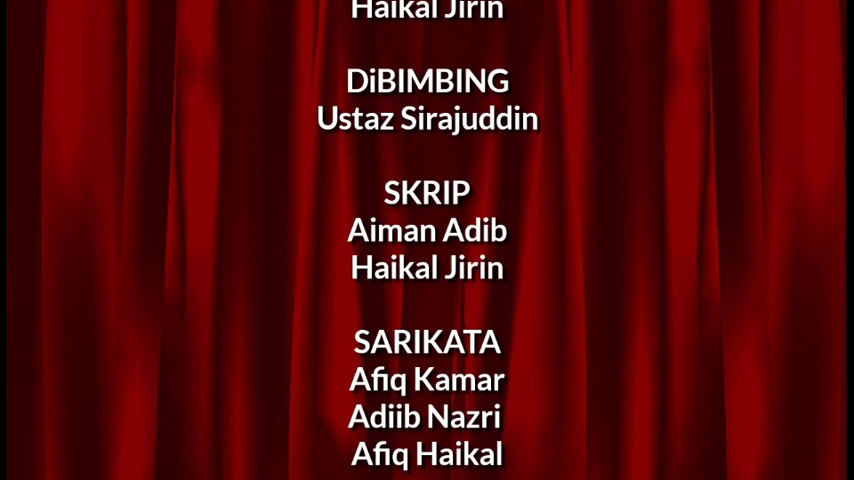 Haikal Jirin
DiBIMBING
Ustaz Sirajuddin
SKRIP
Aiman Adib
Haikal Jirin
SARIKATA
Afiq Kamar
Adiib Nazri
Afiq Haikal